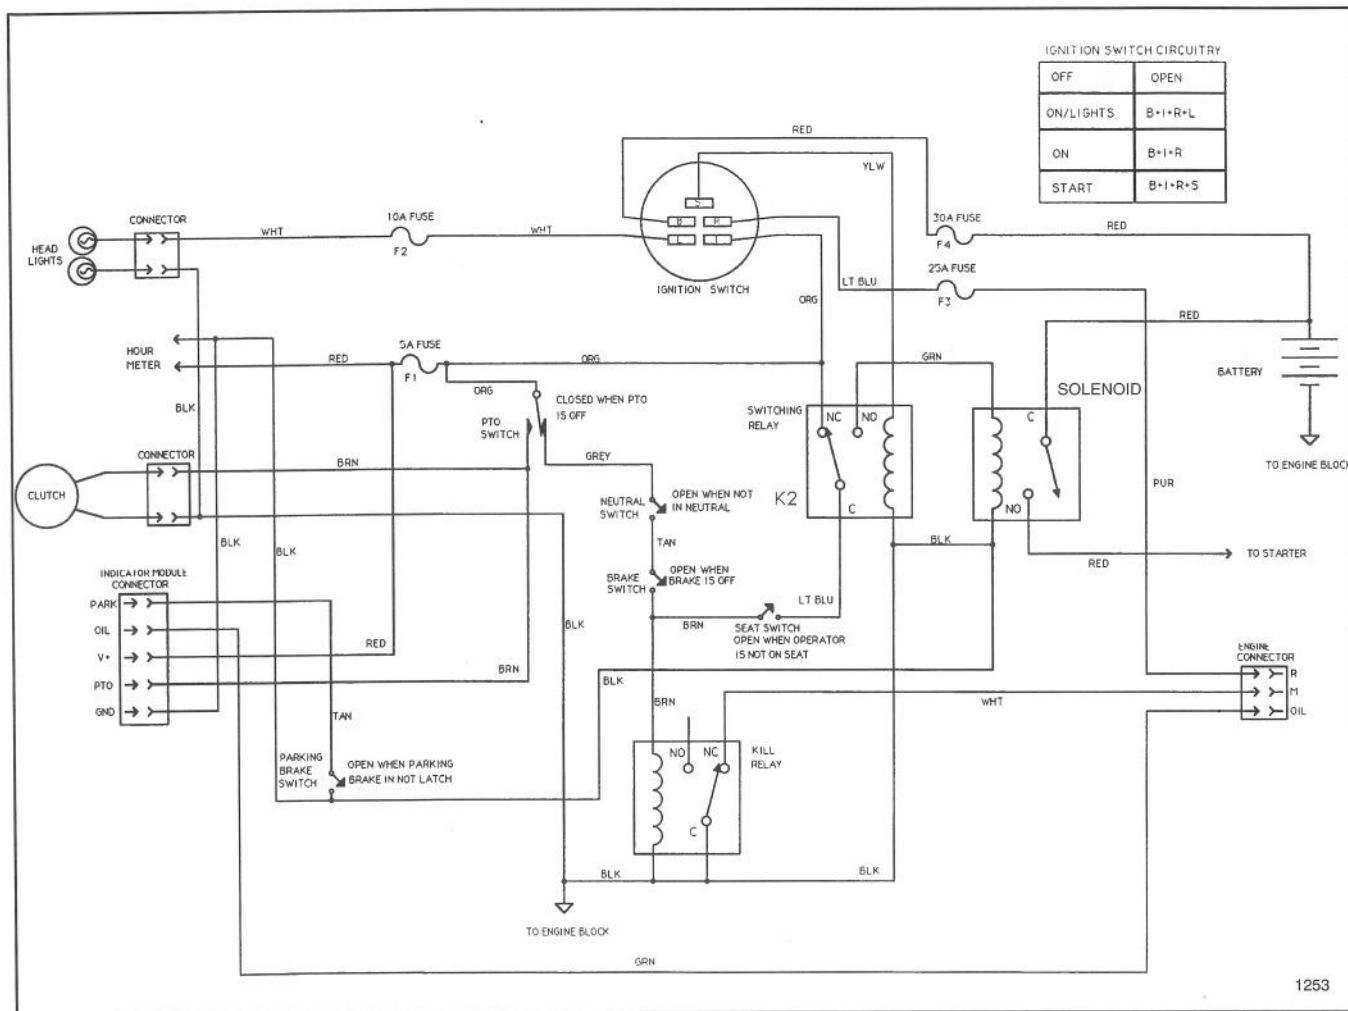 IGNITION SWITCH CIRCUITRY
OFF OPEN
ON/LIGHTS B+I+R+L
ON B+I+R
START B+I+R+S
RED
YLW
S
B R
L I
IGNITION SWITCH
CONNECTOR
HEAD
LIGHTS
WHT
10A FUSE
F2
WHT
30A FUSE
F4
RED
25A FUSE
F3
LT BLU
ORG
RED
HOUR
METER
RED
5A FUSE
F1
ORG
ORG
GRN
BATTERY
SOLENOID
C
NO
TO ENGINE BLOCK
CLOSED WHEN PTO
IS OFF
PTO
SWITCH
SWITCHING
RELAY
NC NO
C
K2
BLK
CONNECTOR
CLUTCH
BRN
GREY
NEUTRAL
SWITCH
OPEN WHEN NOT
IN NEUTRAL
TAN
BRAKE
SWITCH
OPEN WHEN
BRAKE IS OFF
PUR
BLK
RED
TO STARTER
BLK
BLK
INDICATOR MODULE
CONNECTOR
PARK
OIL
V+
PTO
GND
RED
BRN
BLK
BRN
LT BLU
SEAT SWITCH
OPEN WHEN OPERATOR
IS NOT ON SEAT
BLK
ENGINE
CONNECTOR
R
M
OIL
WHT
BRN
TAN
NO NC
C
KILL
RELAY
PARKING
BRAKE
SWITCH
OPEN WHEN PARKING
BRAKE IN NOT LATCH
BLK
BLK
TO ENGINE BLOCK
GRN
1253